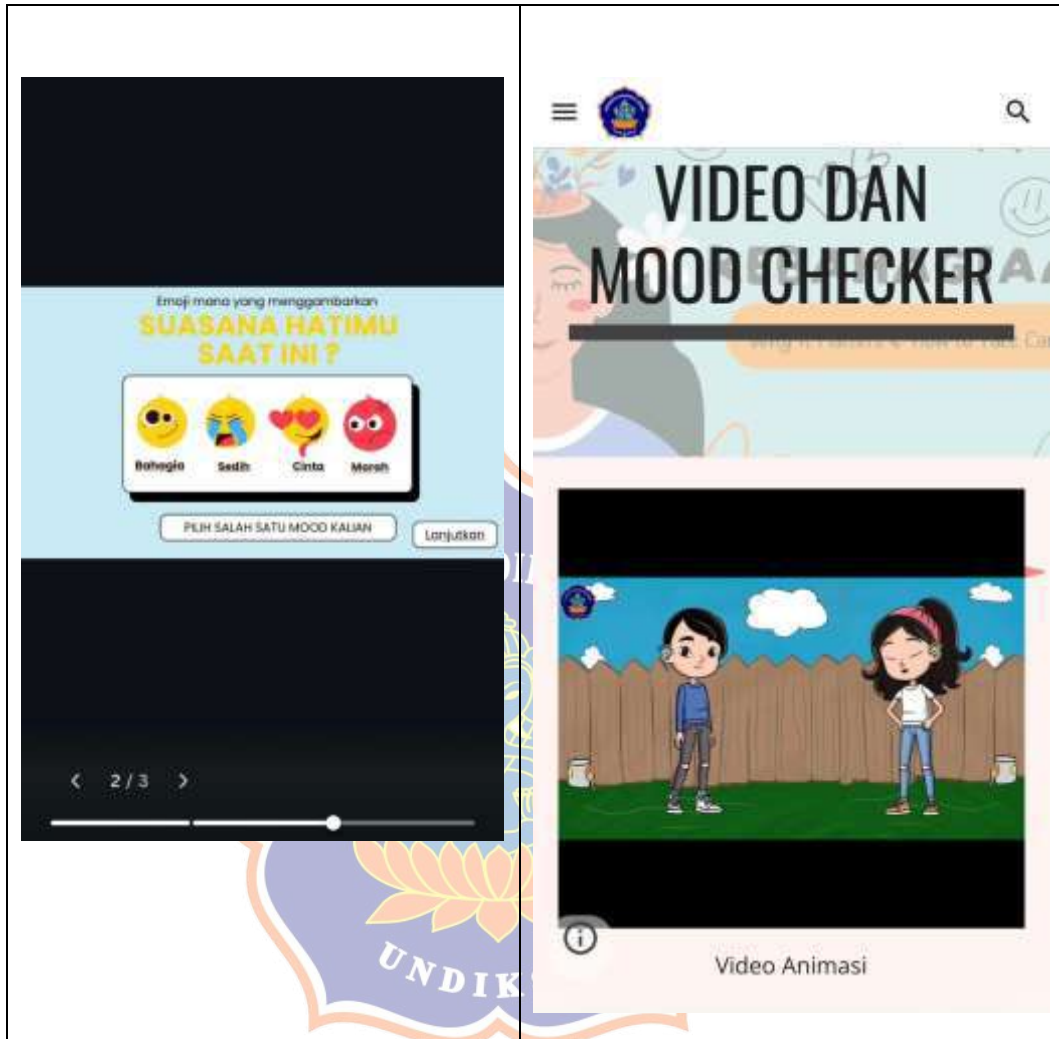 Emoji mana yang menggambarkan
SUASANA HATIMU
SAAT INI ?
Bahagia Sedih Cinta Marah
PILIH SALAH SATU MOOD KALIAN
Lanjutkan
2 / 3
VIDEO DAN
MOOD CHECKER
Video Animasi
UNDIK